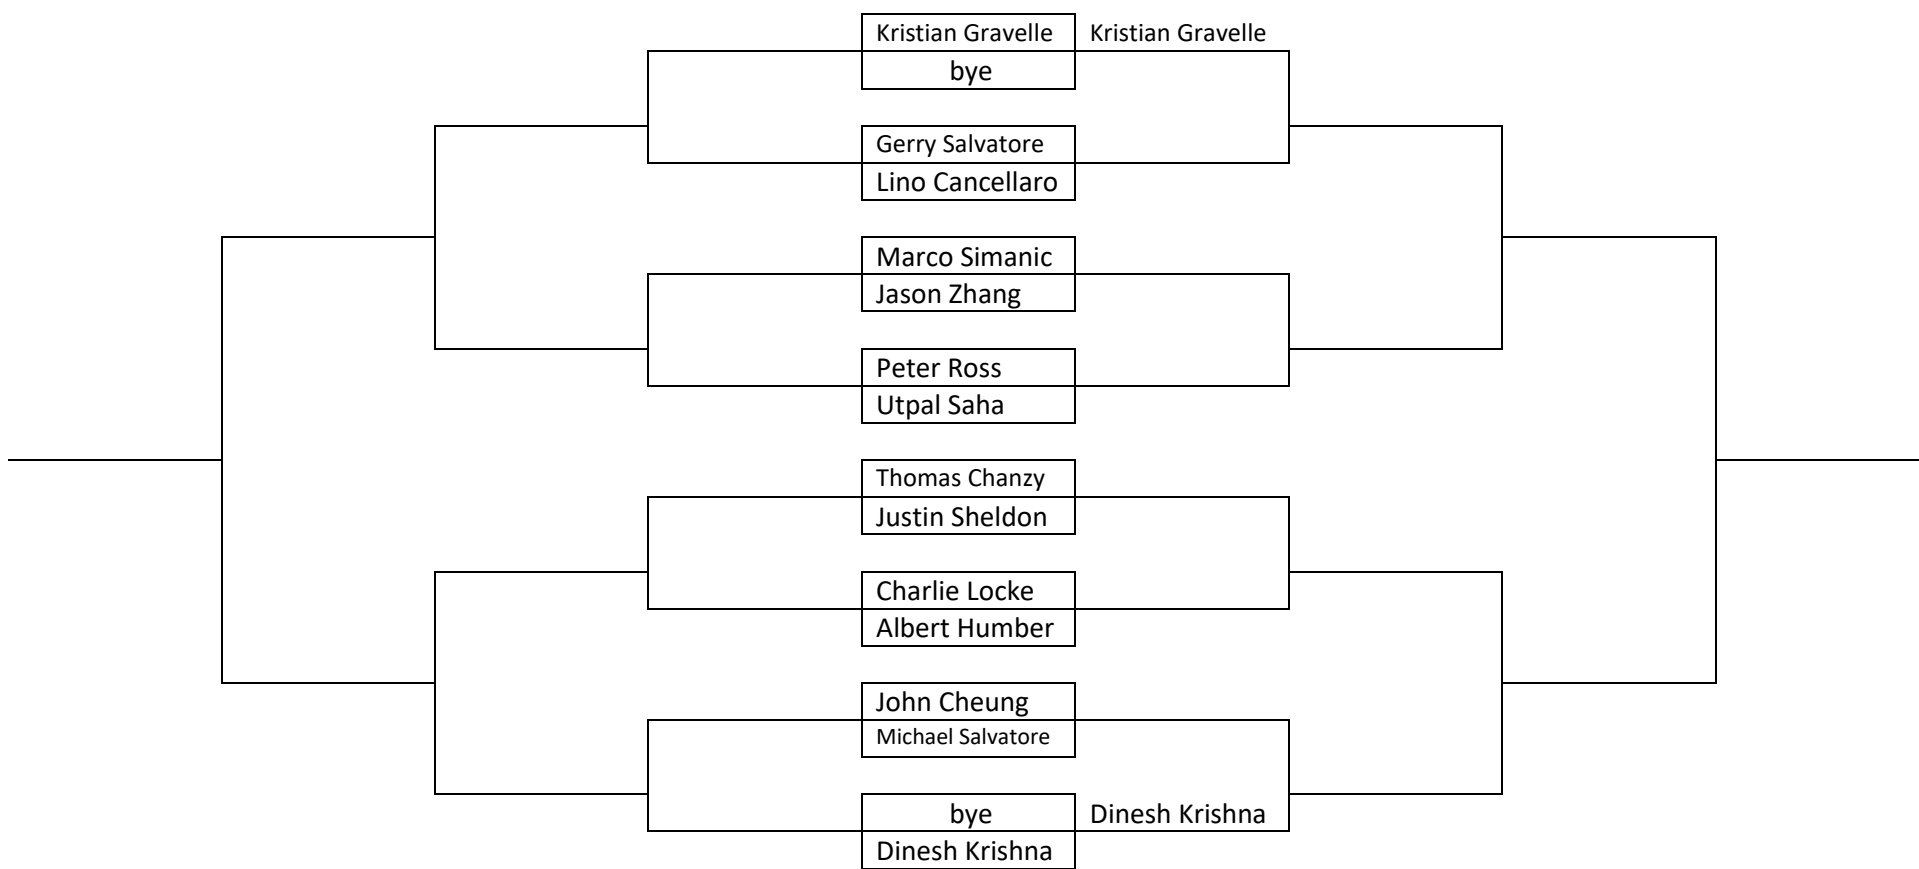 Kristian Gravelle Kristian Gravelle
bye
Gerry Salvatore
Lino Cancellaro
Marco Simanic
Jason Zhang
Peter Ross
Utpal Saha
Thomas Chanzy
Justin Sheldon
Charlie Locke
Albert Humber
John Cheung
Michael Salvatore
bye Dinesh Krishna
Dinesh Krishna